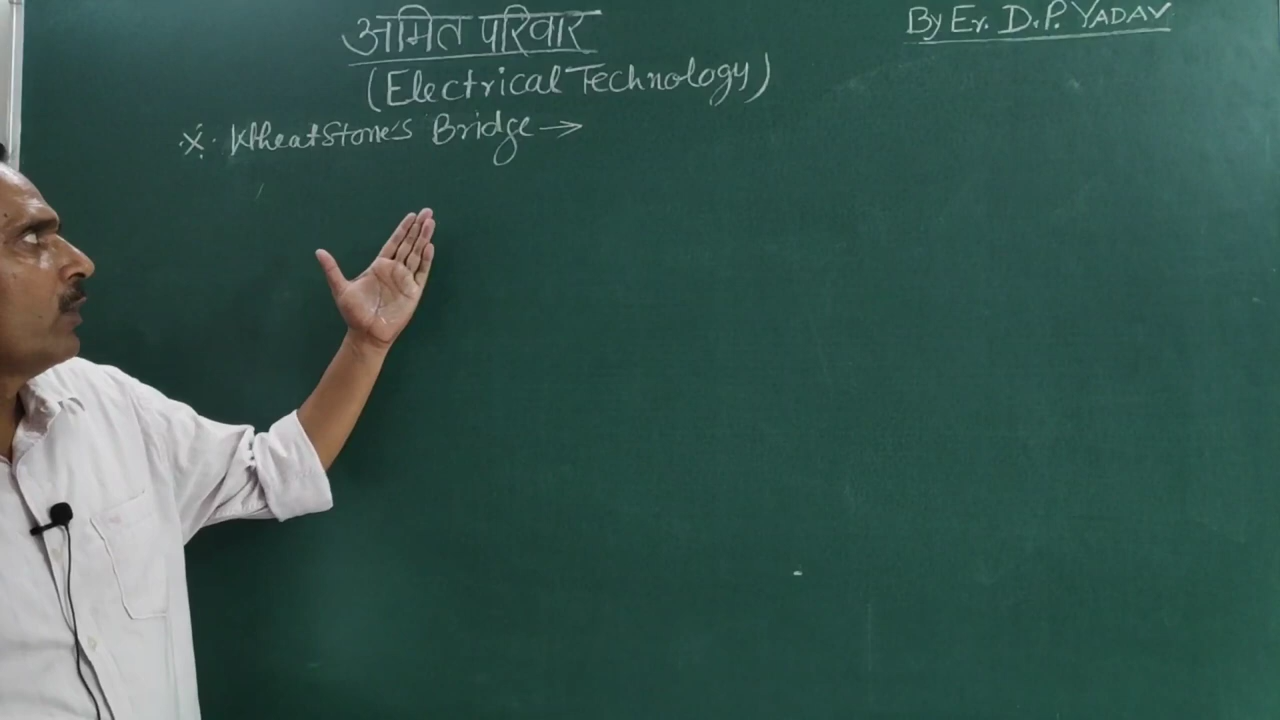 अमित परिवार
By Er. D.P. YADAV
(Electrical Technology)
Wheatstone's Bridge →